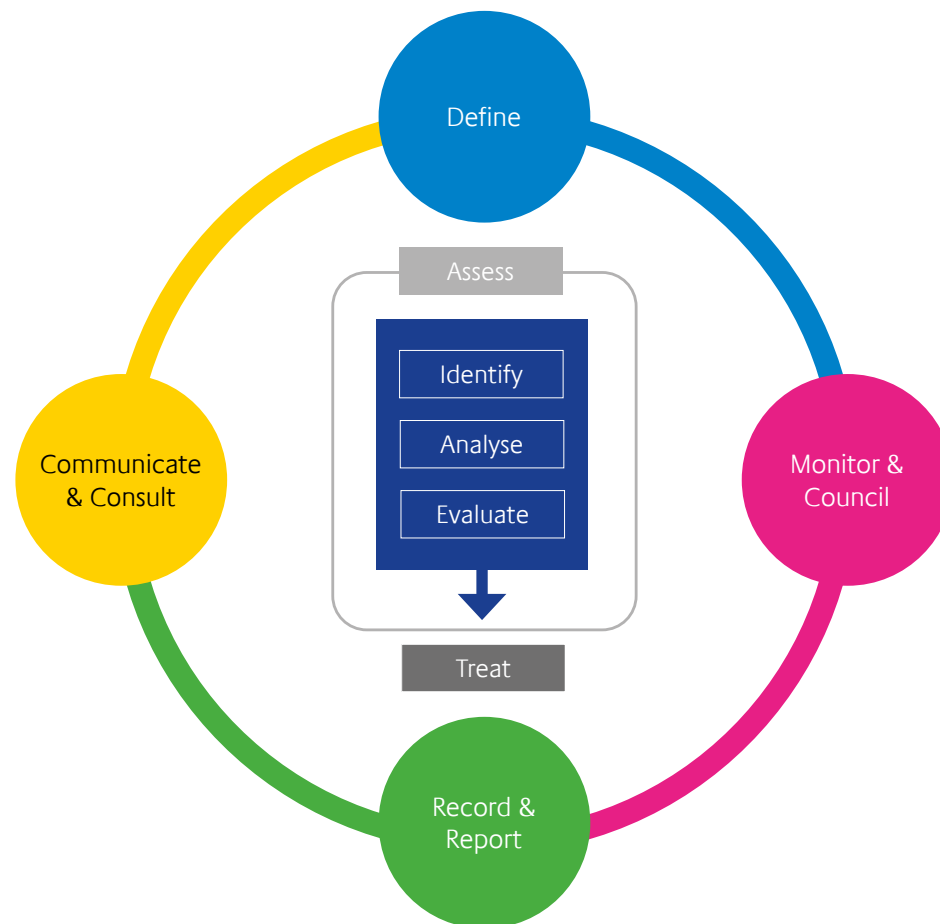 Define
Assess
Identify
Analyse
Evaluate
Communicate
& Consult
Monitor &
Council
Treat
Record &
Report